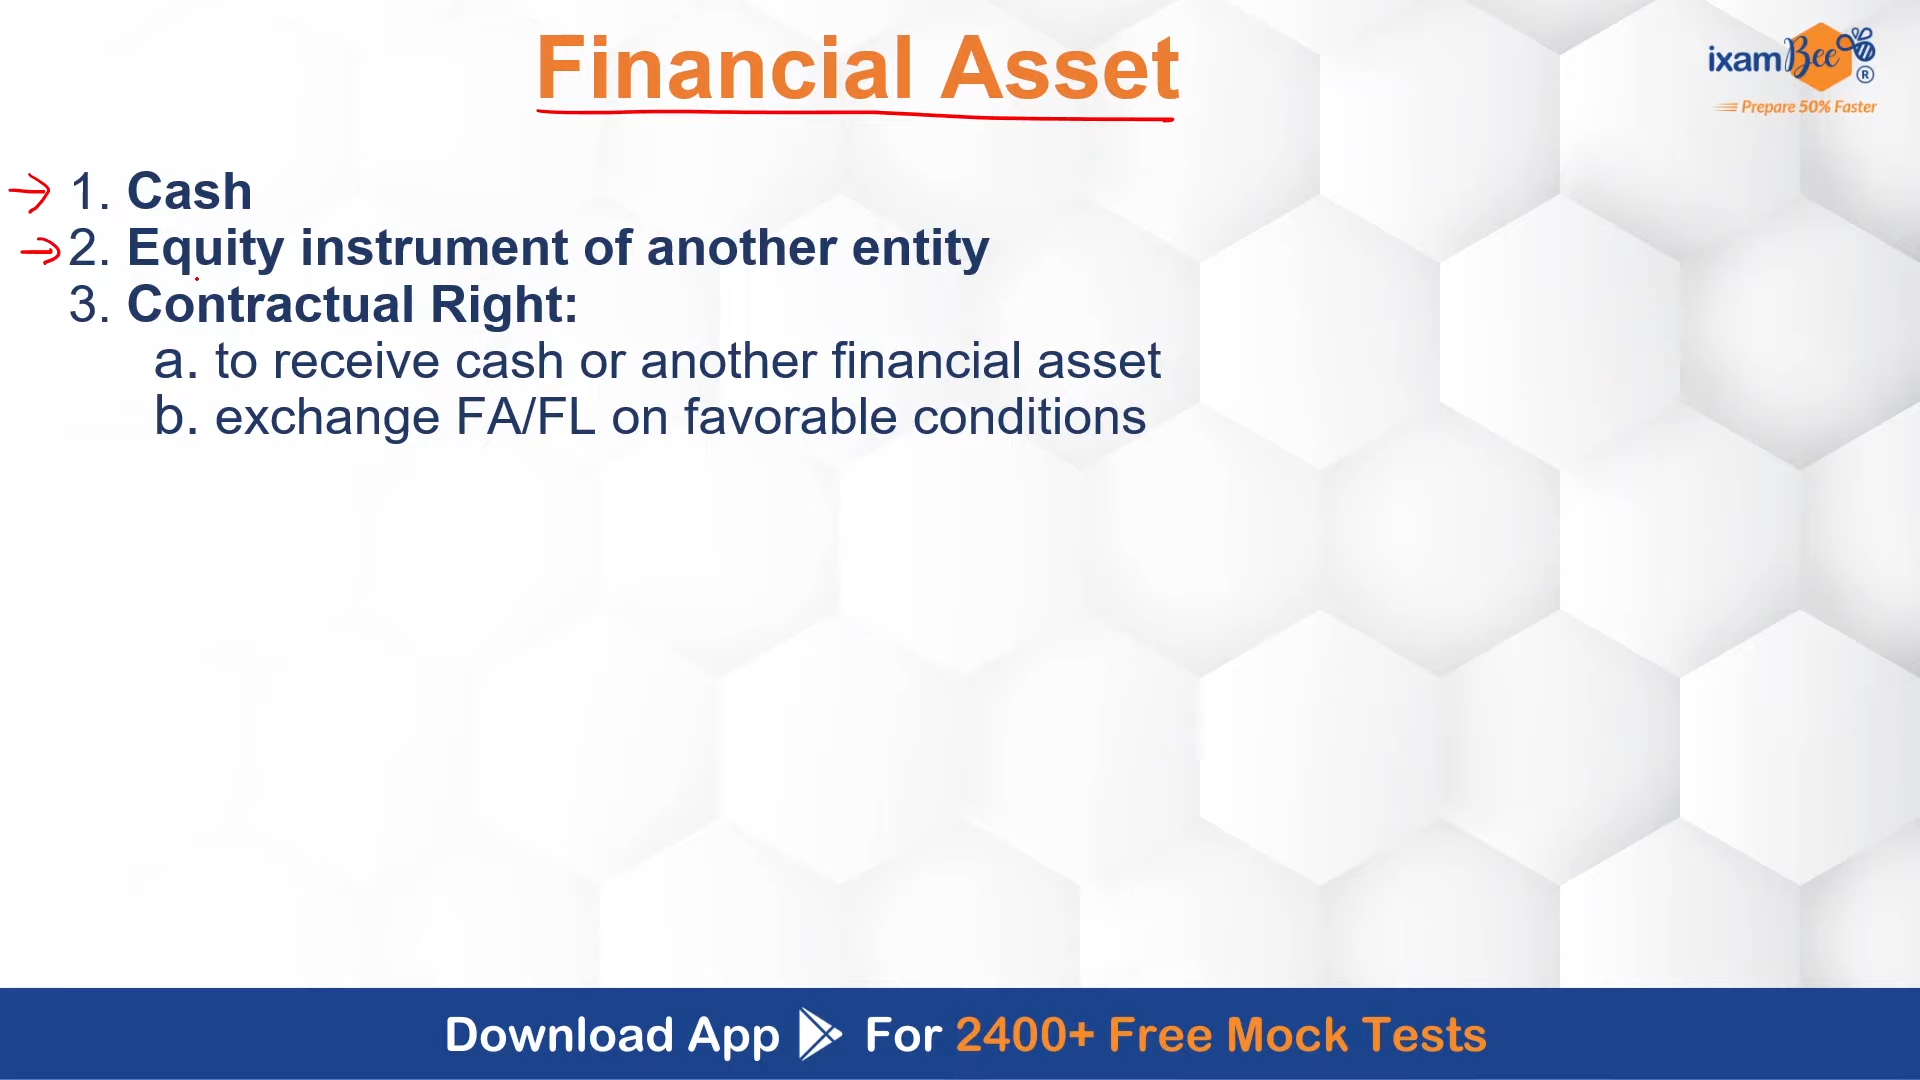 Financial Asset
ixamBee®
Prepare 50% Faster
1. Cash
2. Equity instrument of another entity
3. Contractual Right:
a. to receive cash or another financial asset
b. exchange FA/FL on favorable conditions
Download App For 2400+ Free Mock Tests